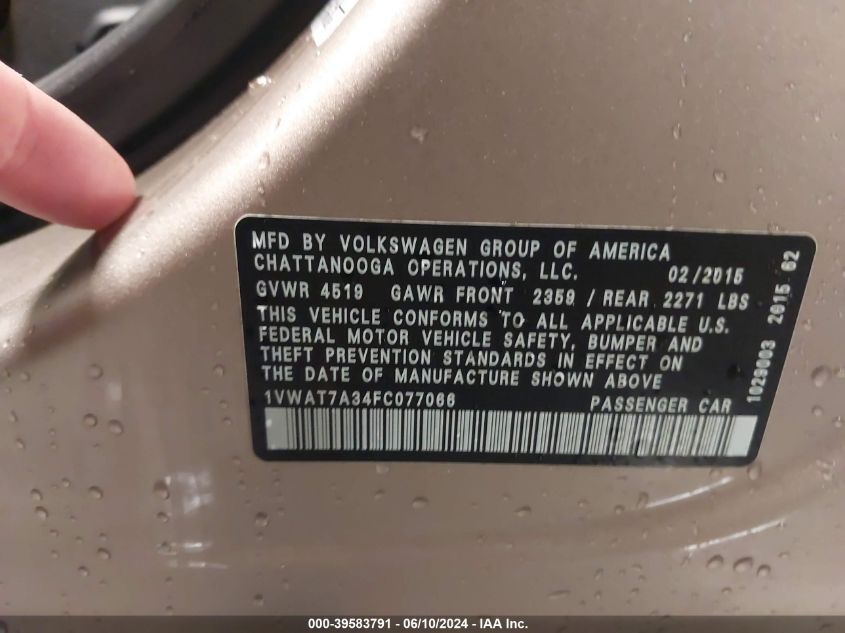 MFD BY VOLKSWAGEN GROUP OF AMERICA
CHATTANOOGA OPERATIONS, LLC. 02/2015
GVWR 4519 GAWR FRONT 2359 / REAR 2271 LBS
THIS VEHICLE CONFORMS TO ALL APPLICABLE U.S.
FEDERAL MOTOR VEHICLE SAFETY, BUMPER AND
THEFT PREVENTION STANDARDS IN EFFECT ON
THE DATE OF MANUFACTURE SHOWN ABOVE
1VWAT7A34FC077066 PASSENGER CAR
1029003 2015 62
000-39583791 - 06/10/2024 - IAA Inc.